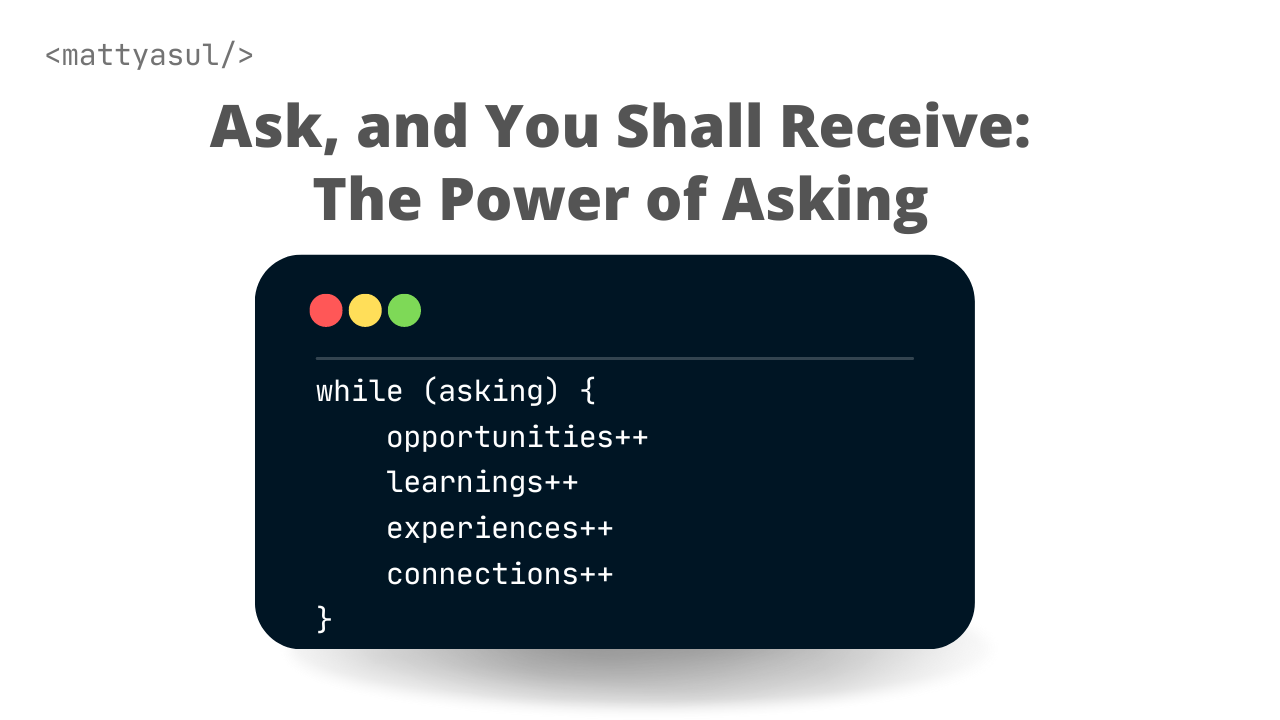 <mattyasul/>
Ask, and You Shall Receive:
The Power of Asking
while (asking) {
    opportunities++
    learnings++
    experiences++
    connections++
}